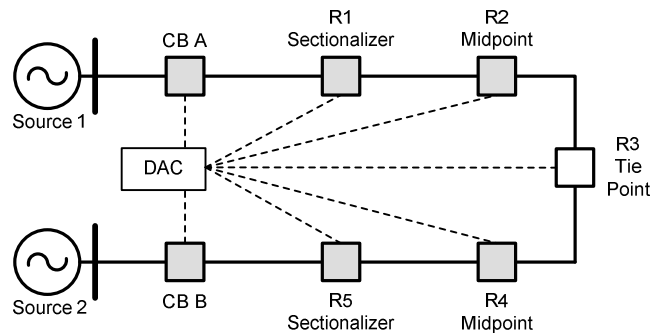 R1
R2
CB A
Sectionalizer
Midpoint
Source 1
R3
Tie
Point
DAC
Source 2
CB B
R5
Sectionalizer
R4
Midpoint